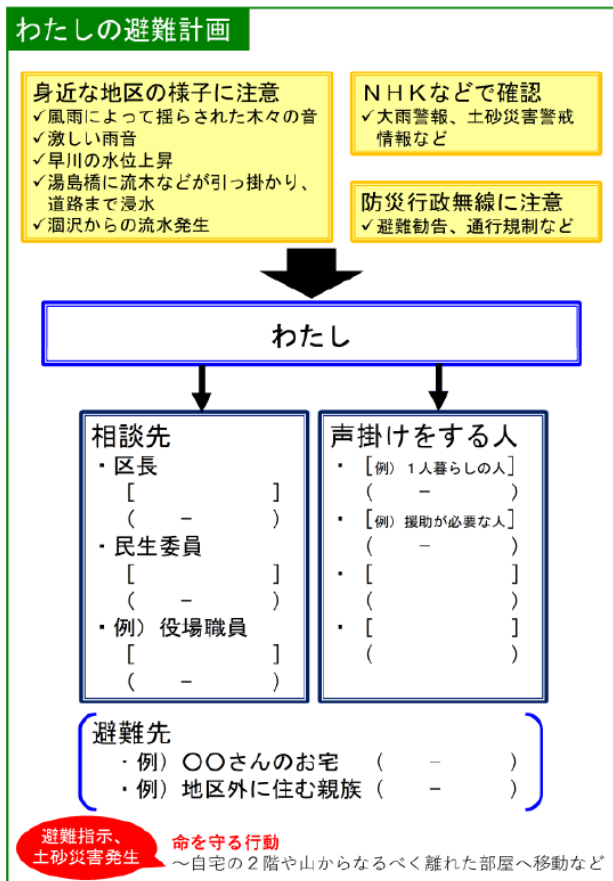 わたしの避難計画
身近な地区の様子に注意
✓風雨によって揺らされた木々の音
✓激しい雨音
✓早川の水位上昇
✓湯島橋に流木などが引っ掛かり、
道路まで浸水
✓涸沢からの流水発生
NHKなどで確認
✓大雨警報、土砂災害警戒
情報など
防災行政無線に注意
✓避難勧告、通行規制など
わたし
相談先
・区長
[ ]
( − )
・民生委員
[ ]
( − )
・例）役場職員
[ ]
( − )
声掛けをする人
・[例）１人暮らしの人]
( − )
・[例）援助が必要な人]
( − )
・[ ]
( )
・[ ]
( )
避難先
・例）〇〇さんのお宅 ( − )
・例）地区外に住む親族 ( − )
避難指示、
土砂災害発生
命を守る行動
～自宅の２階や山からなるべく離れた部屋へ移動など